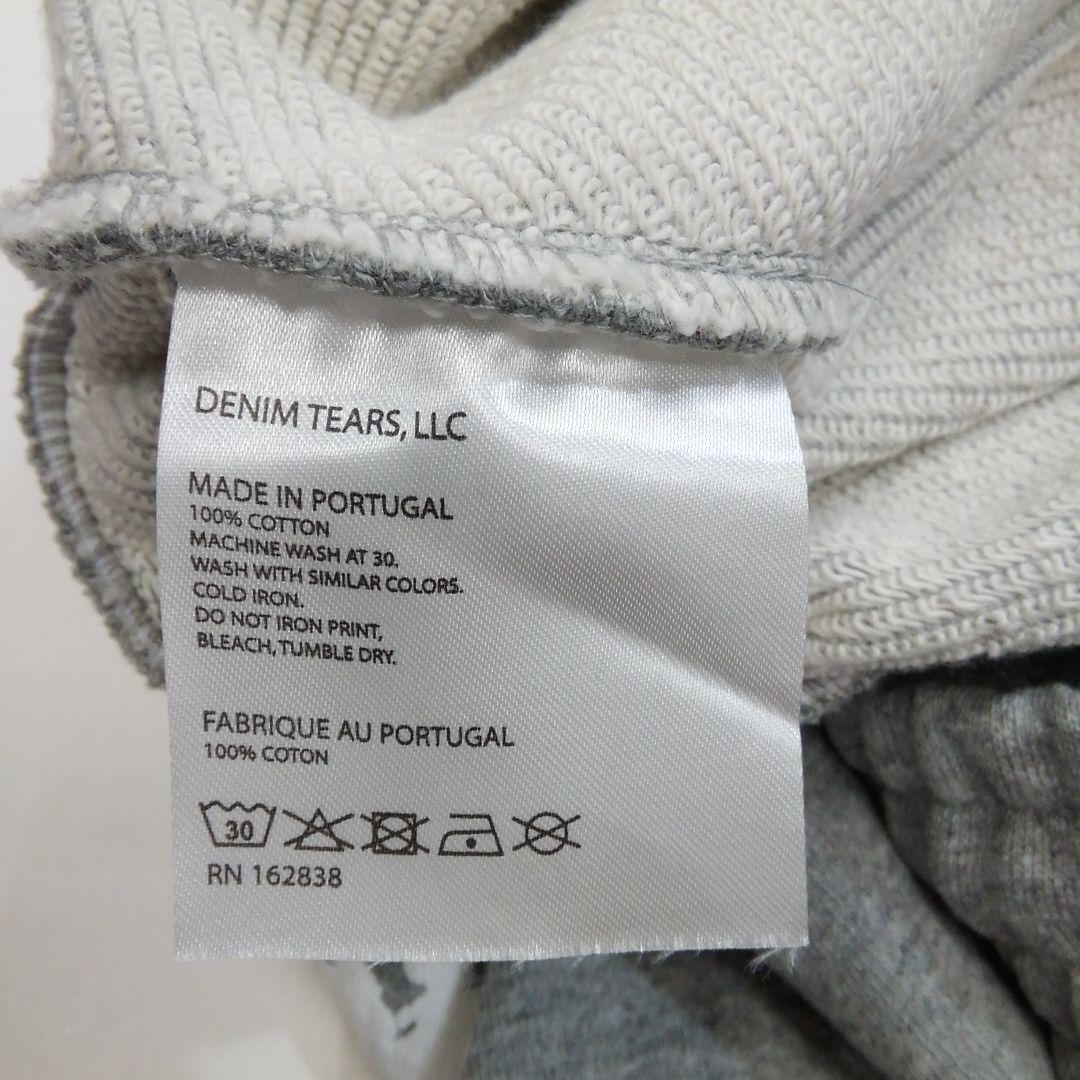 DENIM TEARS, LLC
MADE IN PORTUGAL
100% COTTON
MACHINE WASH AT 30.
WASH WITH SIMILAR COLORS.
COLD IRON.
DO NOT IRON PRINT,
BLEACH, TUMBLE DRY.
FABRIQUE AU PORTUGAL
100% COTON
30
RN 162838